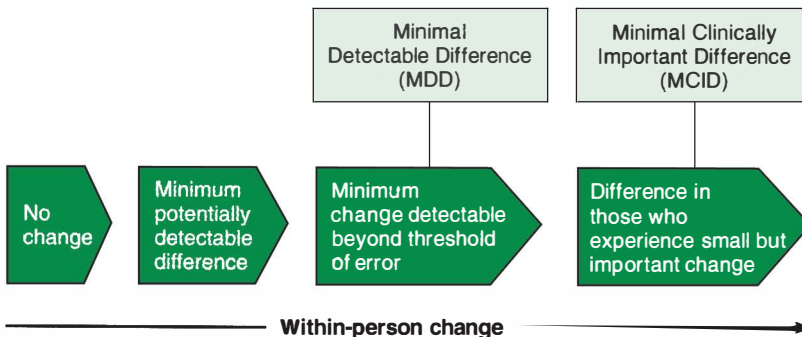 Minimal
Detectable Difference
(MDD)
Minimal Clinically
Important Difference
(MCID)
No
change
Minimum
potentially
detectable
difference
Minimum
change detectable
beyond threshold
of error
Difference in
those who
experience small but
important change
Within-person change